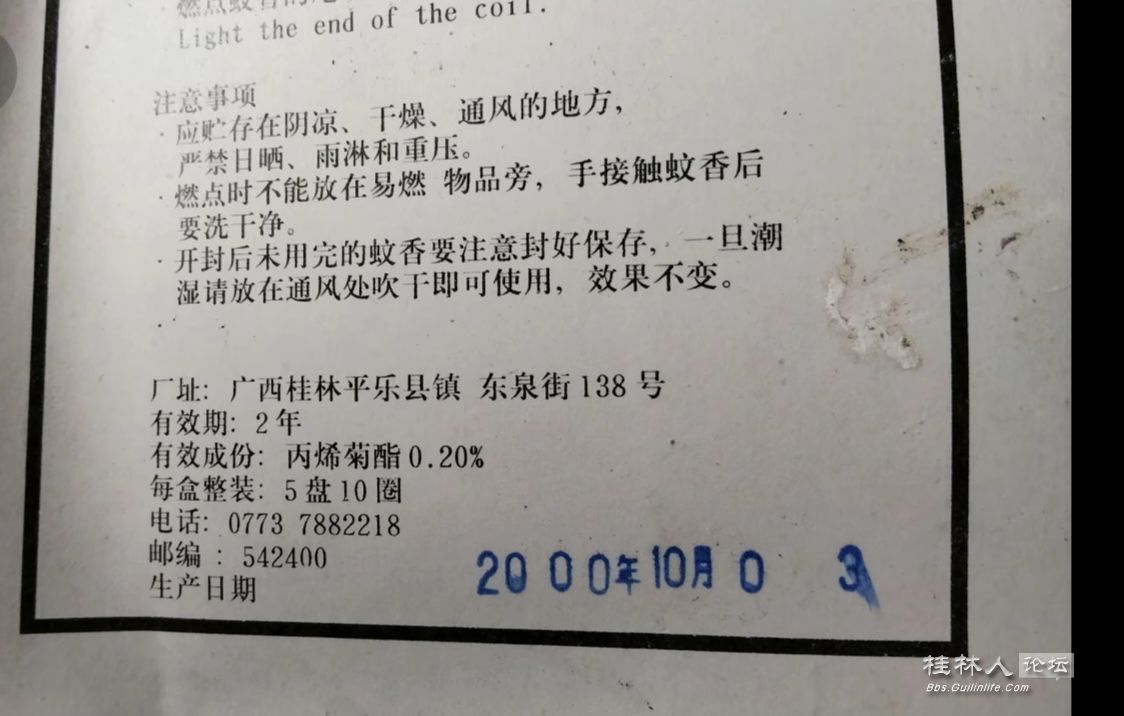 燃点蚊香的
Light the end of the coil.
注意事项
·应贮存在阴凉、干燥、通风的地方，
严禁日晒、雨淋和重压。
·燃点时不能放在易燃 物品旁，手接触蚊香后
要洗干净。
·开封后未用完的蚊香要注意封好保存，一旦潮
湿请放在通风处吹干即可使用，效果不变。
厂址：广西桂林平乐县镇 东泉街138号
有效期：2年
有效成份：丙烯菊酯0.20%
每盒整装：5盘10圈
电话：0773 7882218
邮编：542400
生产日期 2000年10月03
桂林人论坛
Bbs.Guilinlife.Com